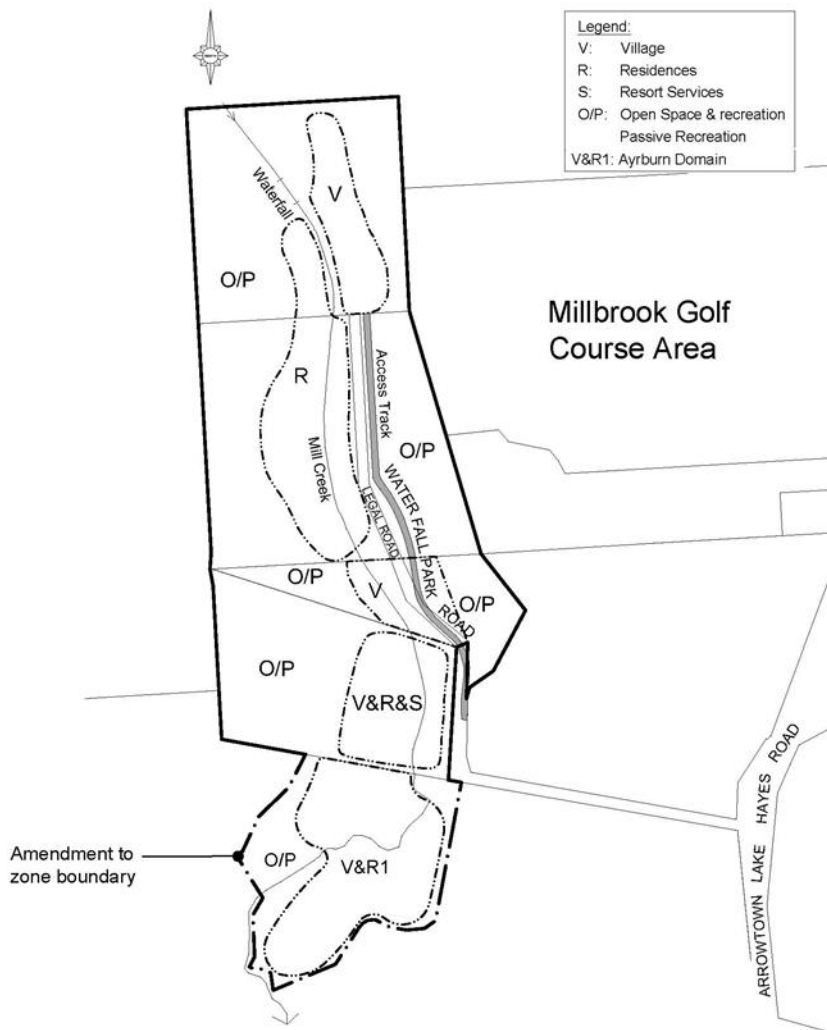 Legend:
V: Village
R: Residences
S: Resort Services
O/P: Open Space & recreation
Passive Recreation
V&R1: Ayrburn Domain
Waterfall
V
O/P
Millbrook Golf
Course Area
R
Access Track
Mill Creek
O/P
LEGAL ROAD
WATER FALL PARK
ROAD
O/P
V
O/P
O/P
V&R&S
ARROWTOWN LAKE HAYES ROAD
Amendment to
zone boundary
O/P
V&R1